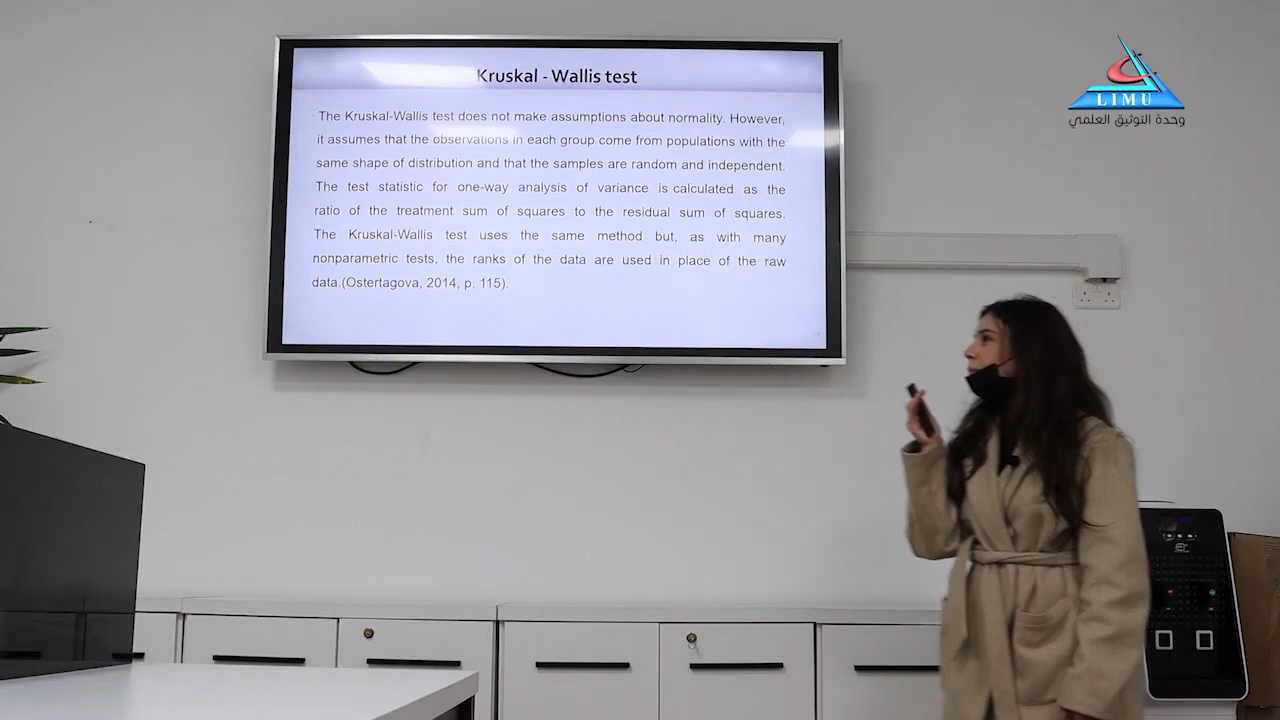 Kruskal - Wallis test
The Kruskal-Wallis test does not make assumptions about normality. However,
it assumes that the observations in each group come from populations with the
same shape of distribution and that the samples are random and independent.
The test statistic for one-way analysis of variance is calculated as the
ratio of the treatment sum of squares to the residual sum of squares.
The Kruskal-Wallis test uses the same method but, as with many
nonparametric tests, the ranks of the data are used in place of the raw
data.(Ostertagova, 2014, p. 115).
LIMU
وحدة التوثيق العلمي